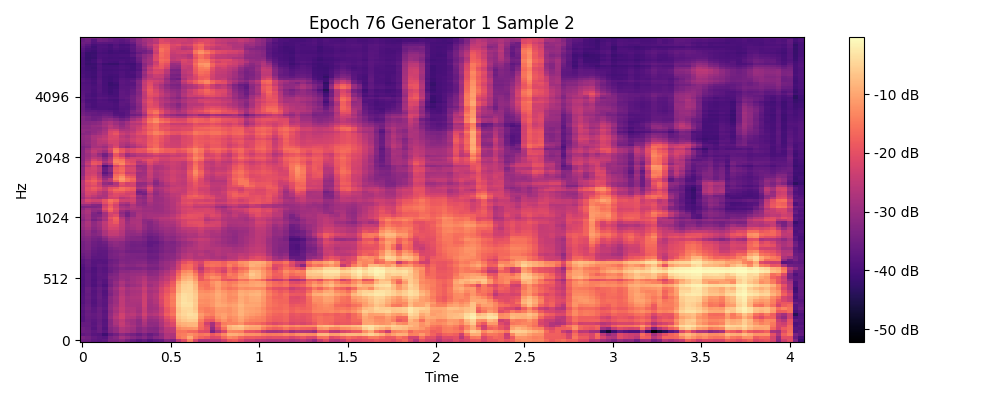 Epoch 76 Generator 1 Sample 2
Hz
4096
2048
1024
512
0
0 0.5 1 1.5 2 2.5 3 3.5 4
Time
-10 dB
-20 dB
-30 dB
-40 dB
-50 dB